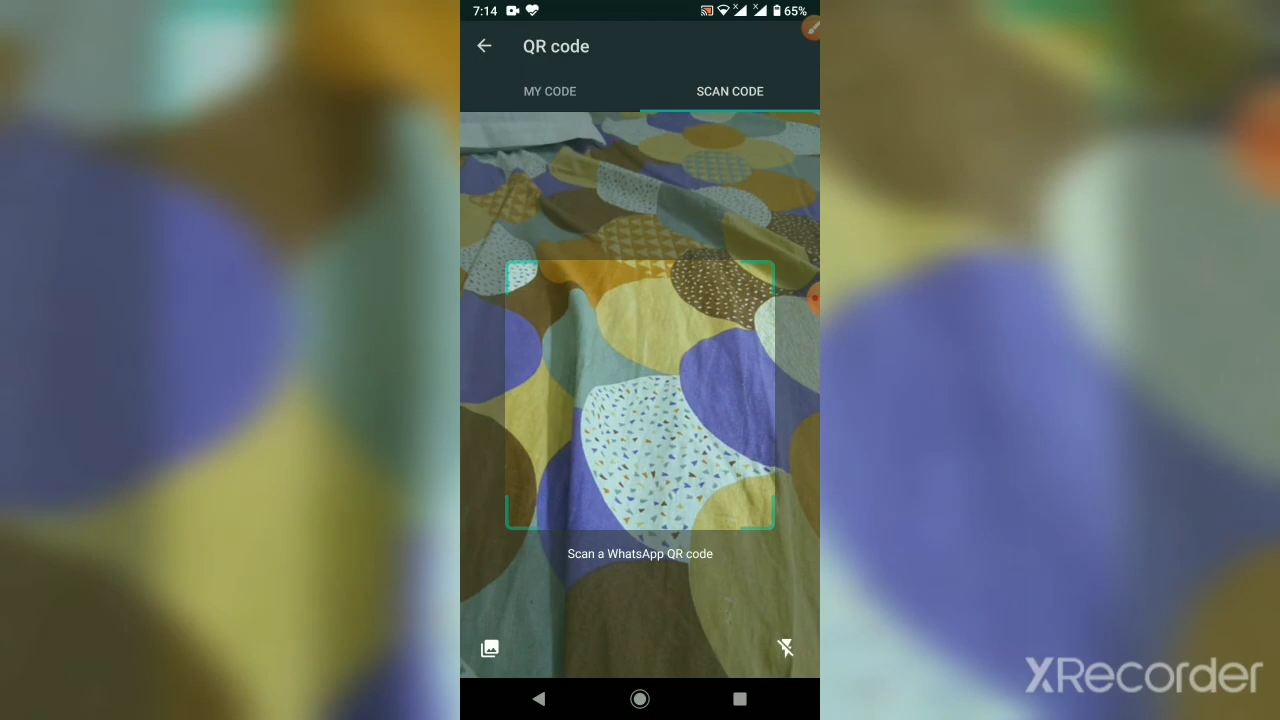 7:14
65%
QR code
MY CODE
SCAN CODE
Scan a WhatsApp QR code
XRecorder